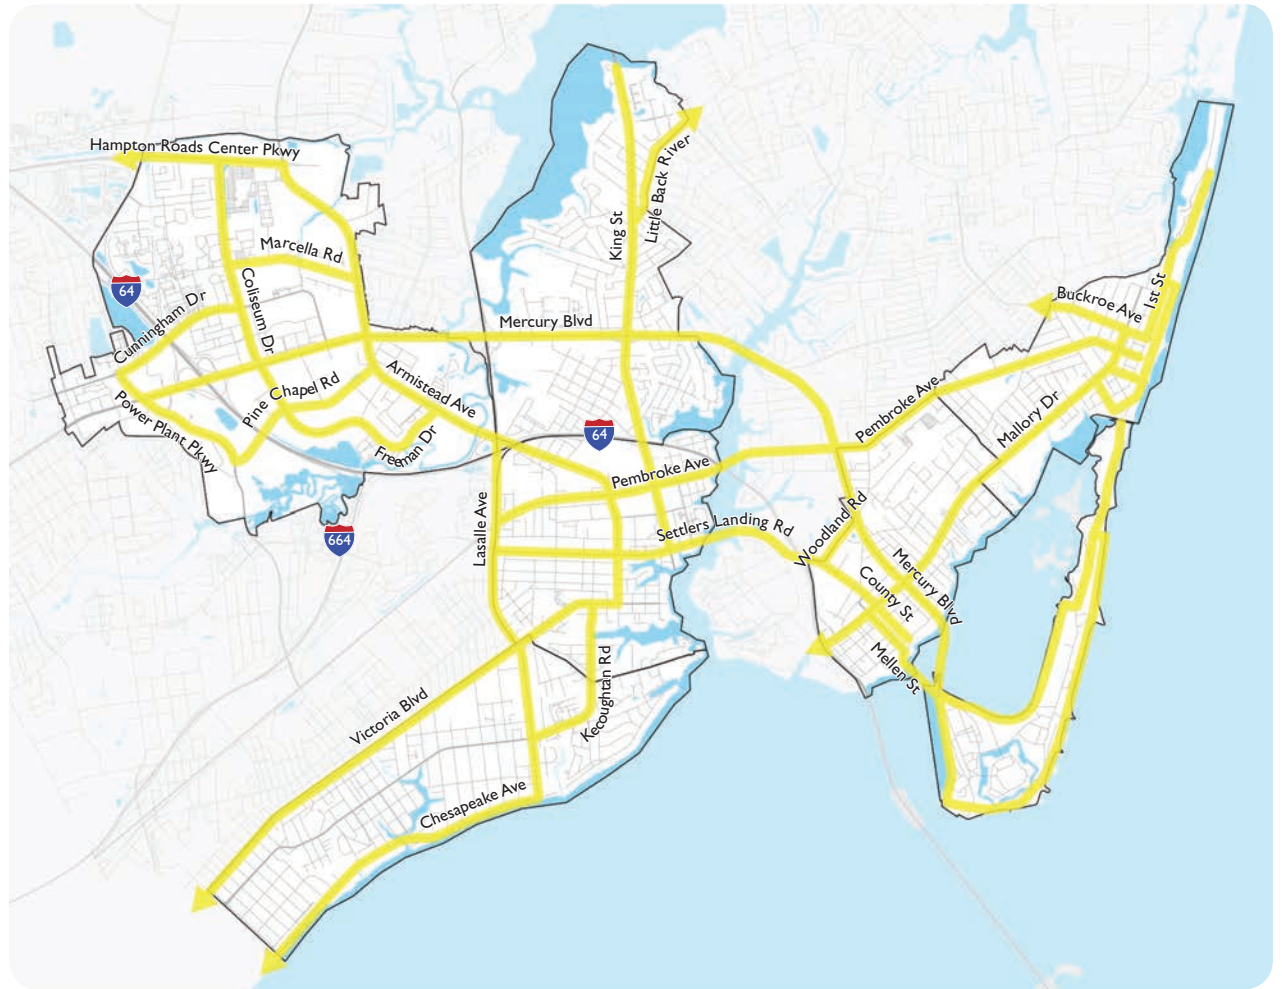 Hampton Roads Center Pkwy
Little Back River
King St
Marcella Rd
64
Coliseum Dr
Cunningham Dr
1st St
Buckroe Ave
Mercury Blvd
Armistead Ave
Pine Chapel Rd
Power Plant Pkwy
Freeman Dr
64
Pembroke Ave
Mallory Dr
Pembroke Ave
Lasalle Ave
Settlers Landing Rd
Woodland Rd
664
Mercury Blvd
County St
Mellen St
Kecoughtan Rd
Victoria Blvd
Chesapeake Ave